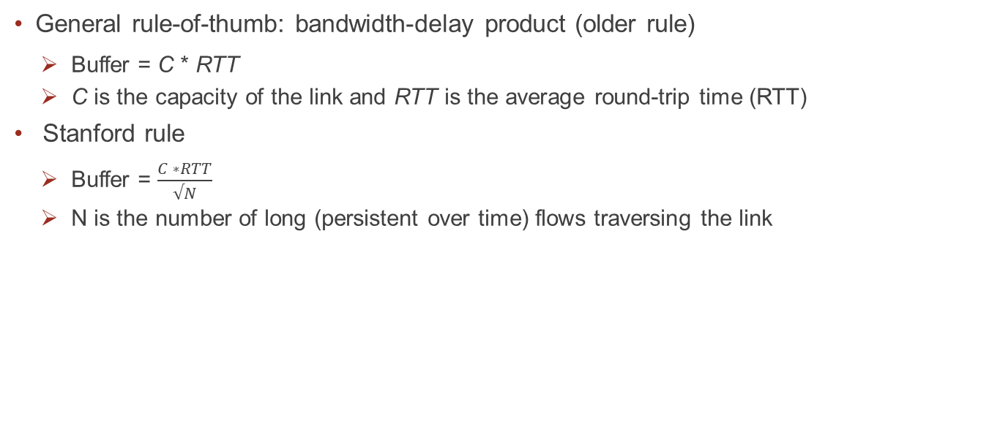 • General rule-of-thumb: bandwidth-delay product (older rule)
➢ Buffer = C * RTT
➢ C is the capacity of the link and RTT is the average round-trip time (RTT)
• Stanford rule
➢ Buffer = \frac{C *RTT}{\sqrt{N}}
➢ N is the number of long (persistent over time) flows traversing the link